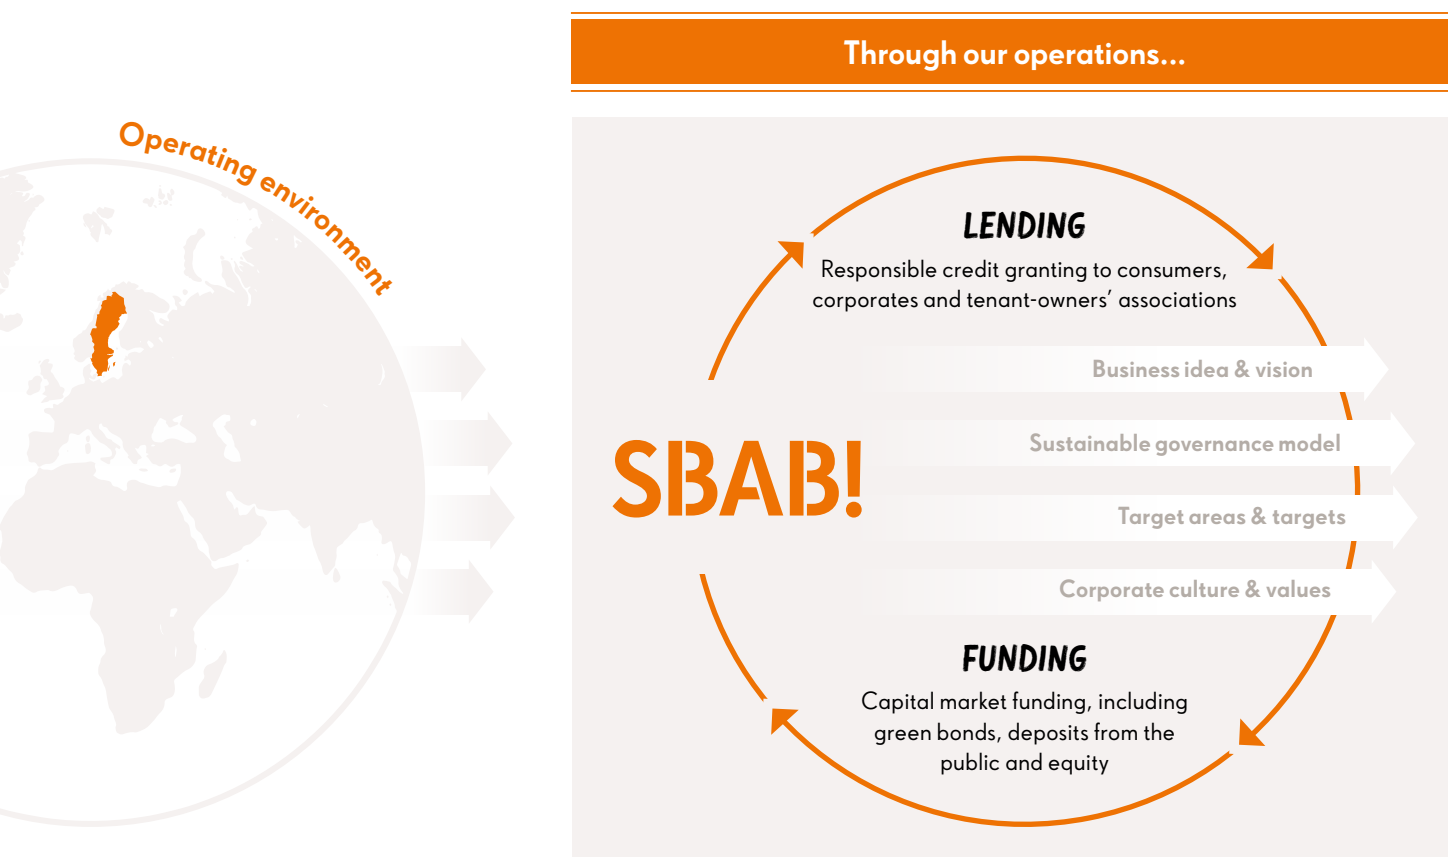 Through our operations...
Operating environment
LENDING
Responsible credit granting to consumers,
corporates and tenant-owners’ associations
Business idea & vision
Sustainable governance model
SBAB!
Target areas & targets
Corporate culture & values
FUNDING
Capital market funding, including
green bonds, deposits from the
public and equity